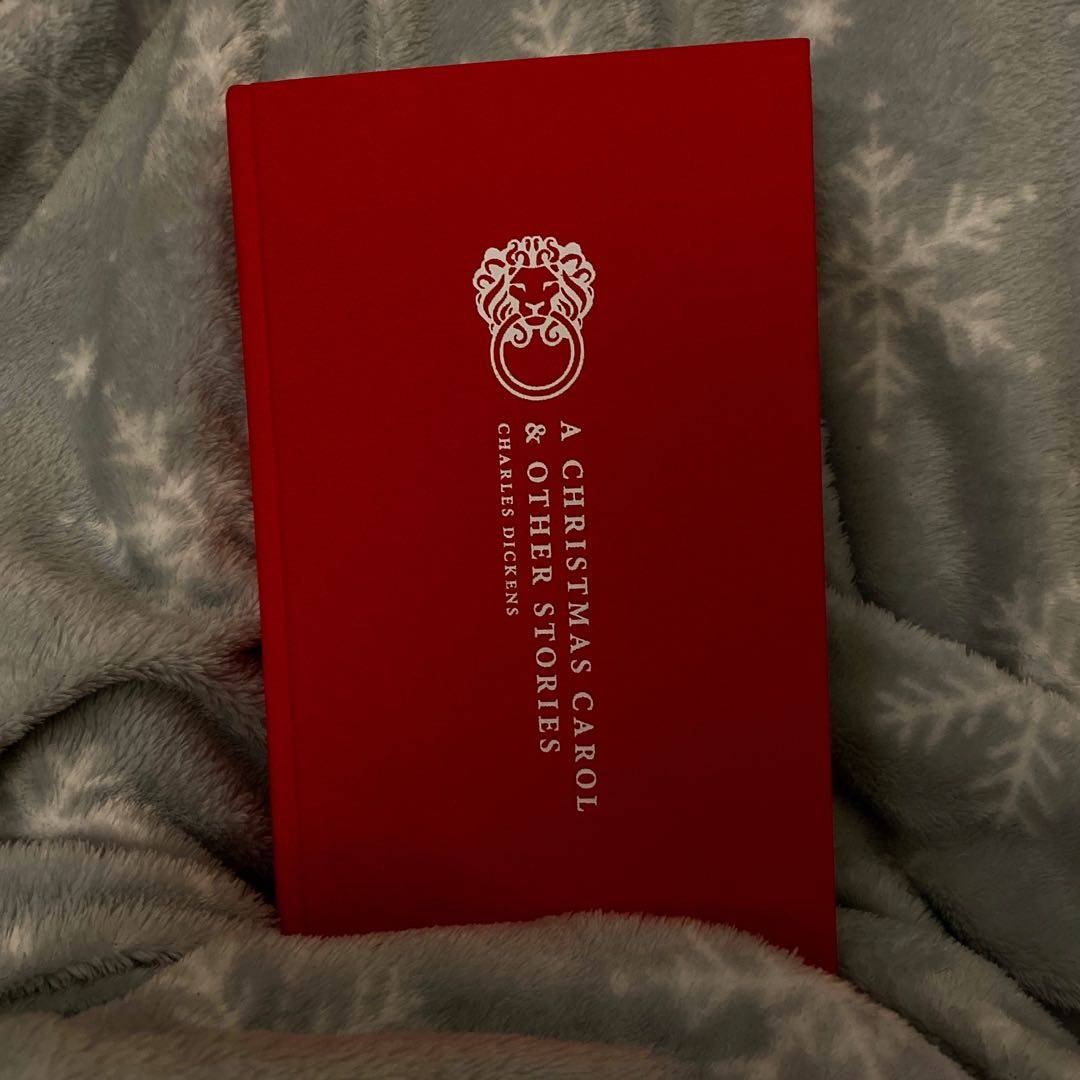 A CHRISTMAS CAROL
& OTHER STORIES
CHARLES DICKENS